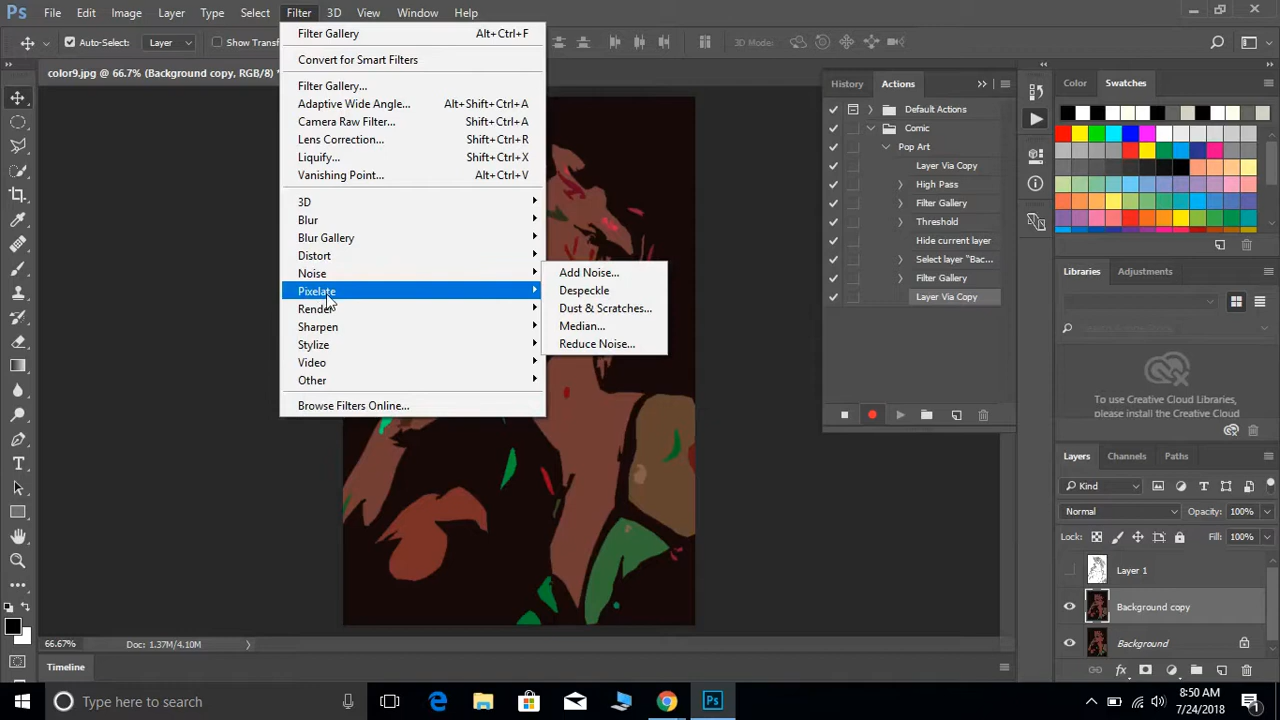 Ps File Edit Image Layer Type Select Filter 3D View Window Help
Auto-Select: Layer Show Transf 3D Mode:
color9.jpg @ 66.7% (Background copy, RGB/8) *
Filter Gallery Alt+Ctrl+F
Convert for Smart Filters
Filter Gallery...
Adaptive Wide Angle... Alt+Shift+Ctrl+A
Camera Raw Filter... Shift+Ctrl+A
Lens Correction... Shift+Ctrl+R
Liquify... Shift+Ctrl+X
Vanishing Point... Alt+Ctrl+V
3D
Blur
Blur Gallery
Distort
Noise
Pixelate
Render
Sharpen
Stylize
Video
Other
Browse Filters Online...
Add Noise...
Despeckle
Dust & Scratches...
Median...
Reduce Noise...
History Actions
Default Actions
Comic
Pop Art
Layer Via Copy
High Pass
Filter Gallery
Threshold
Hide current layer
Select layer "Bac...
Filter Gallery
Layer Via Copy
Color Swatches
Libraries Adjustments
To use Creative Cloud Libraries,
please install the Creative Cloud
Layers Channels Paths
Kind
Normal Opacity: 100%
Lock: Fill: 100%
Layer 1
Background copy
Background
fx
66.67% Doc: 1.37M/4.10M
Timeline
Type here to search
Ps
8:50 AM
7/24/2018
1